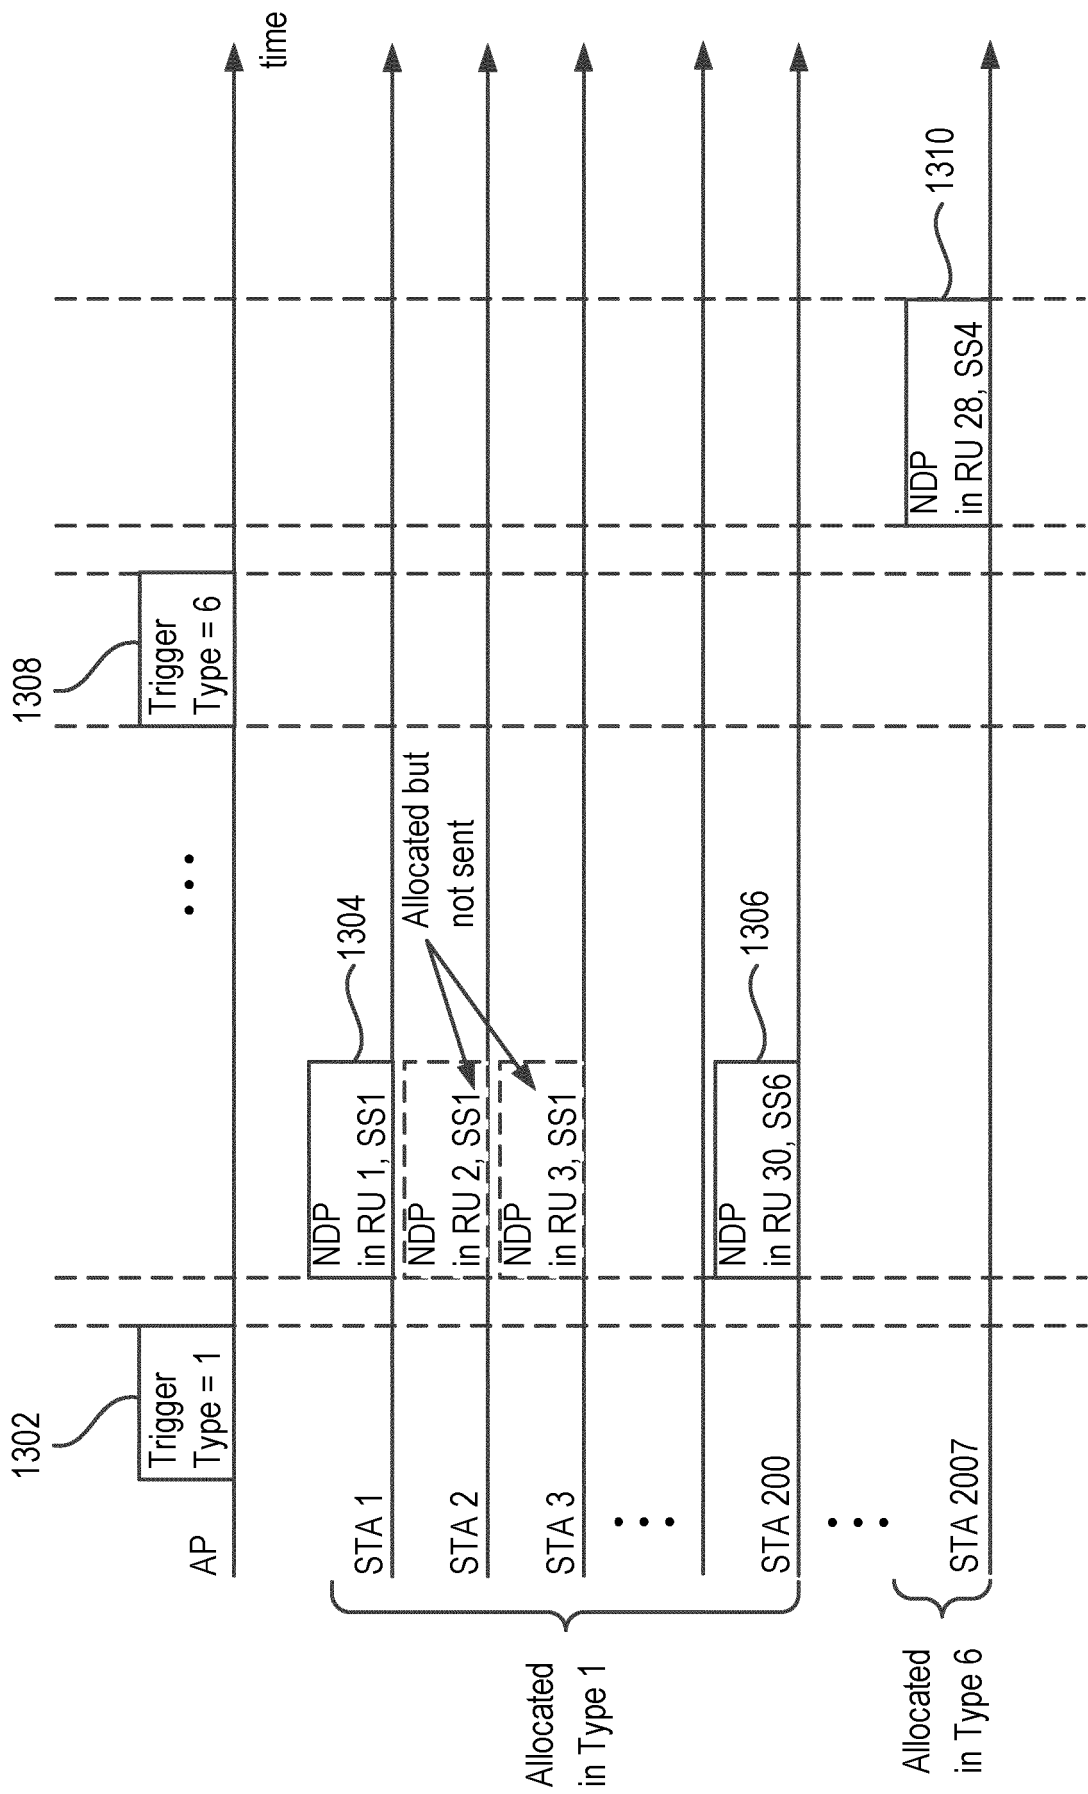 1302
1308
Trigger
Type = 1
Trigger
Type = 6
AP
time
1304
STA 1
NDP
in RU 1, SS1
Allocated but
not sent
STA 2
NDP
in RU 2, SS1
STA 3
NDP
in RU 3, SS1
1306
STA 200
NDP
in RU 30, SS6
1310
STA 2007
NDP
in RU 28, SS4
Allocated
in Type 1
Allocated
in Type 6